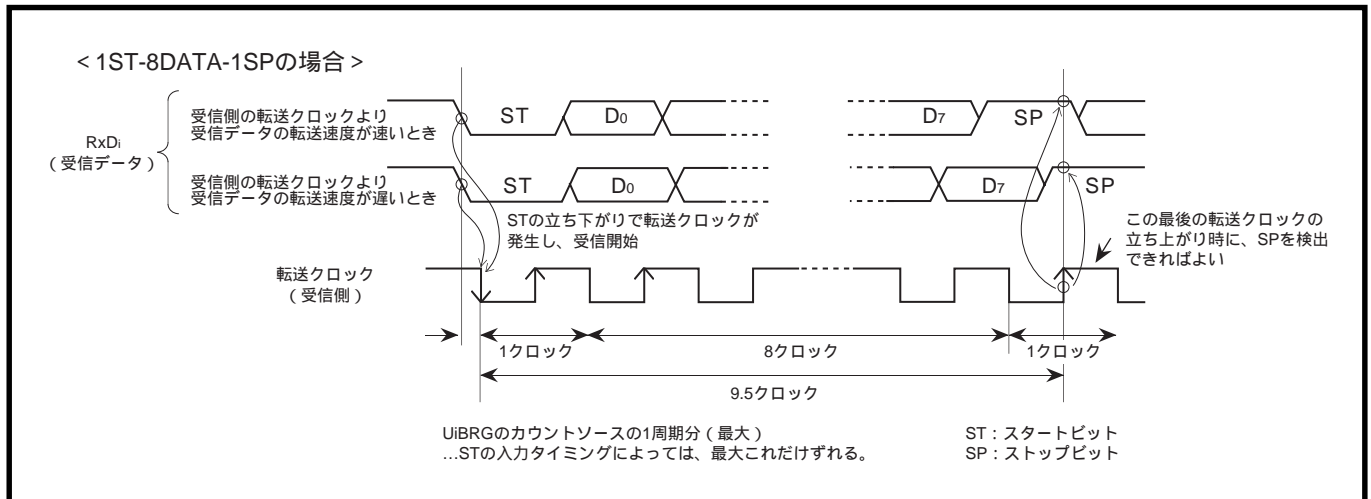 < 1ST-8DATA-1SPの場合 >
受信側の転送クロックより
受信データの転送速度が速いとき
ST
D0
D7
SP
RxDi
(受信データ)
受信側の転送クロックより
受信データの転送速度が遅いとき
ST
D0
D7
SP
STの立ち下がりで転送クロックが
発生し、受信開始
この最後の転送クロックの
立ち上がり時に、SPを検出
できればよい
転送クロック
(受信側)
1クロック
8クロック
1クロック
9.5クロック
UiBRGのカウントソースの1周期分(最大)
…STの入力タイミングによっては、最大これだけずれる。
ST:スタートビット
SP:ストップビット